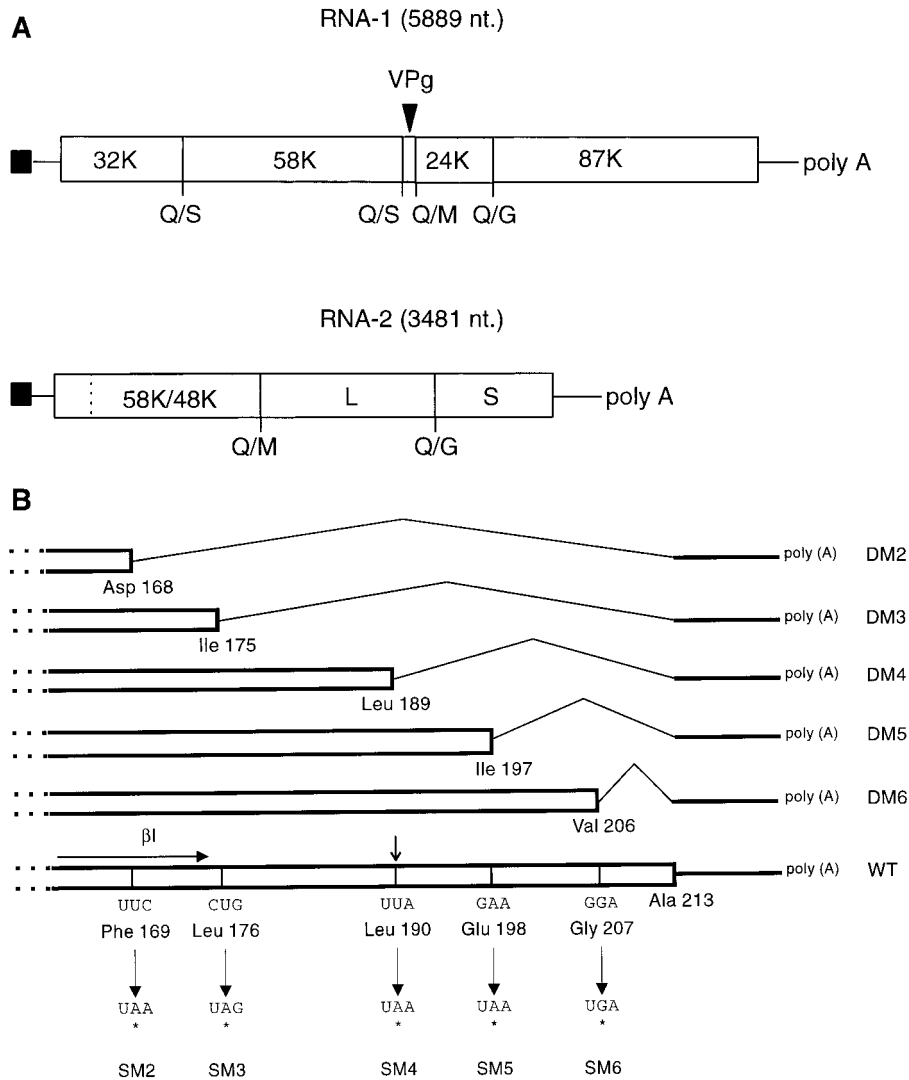 A
RNA-1 (5889 nt.)
VPg
32K 58K 24K 87K poly A
Q/S Q/S Q/M Q/G
RNA-2 (3481 nt.)
58K/48K L S poly A
Q/M Q/G
B
poly (A) DM2
Asp 168
poly (A) DM3
Ile 175
poly (A) DM4
Leu 189
poly (A) DM5
Ile 197
poly (A) DM6
Val 206
βI
poly (A) WT
UUC CUG UUA GAA GGA Ala 213
Phe 169 Leu 176 Leu 190 Glu 198 Gly 207
UAA UAG UAA UAA UGA
* * * * *
SM2 SM3 SM4 SM5 SM6